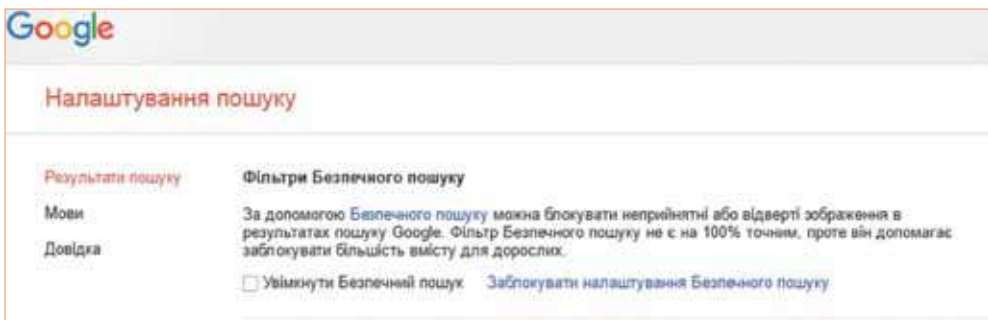 Google
Налаштування пошуку
Результати пошуку
Мови
Довідка
Фільтри Безпечного пошуку
За допомогою Безпечного пошуку можна блокувати неприйнятні або відверті зображення в
результатах пошуку Google. Фільтр Безпечного пошуку не є на 100% точним, проте він допомагає
заблокувати більшість вмісту для дорослих.
Увімкнути Безпечний пошук Заблокувати налаштування Безпечного пошуку